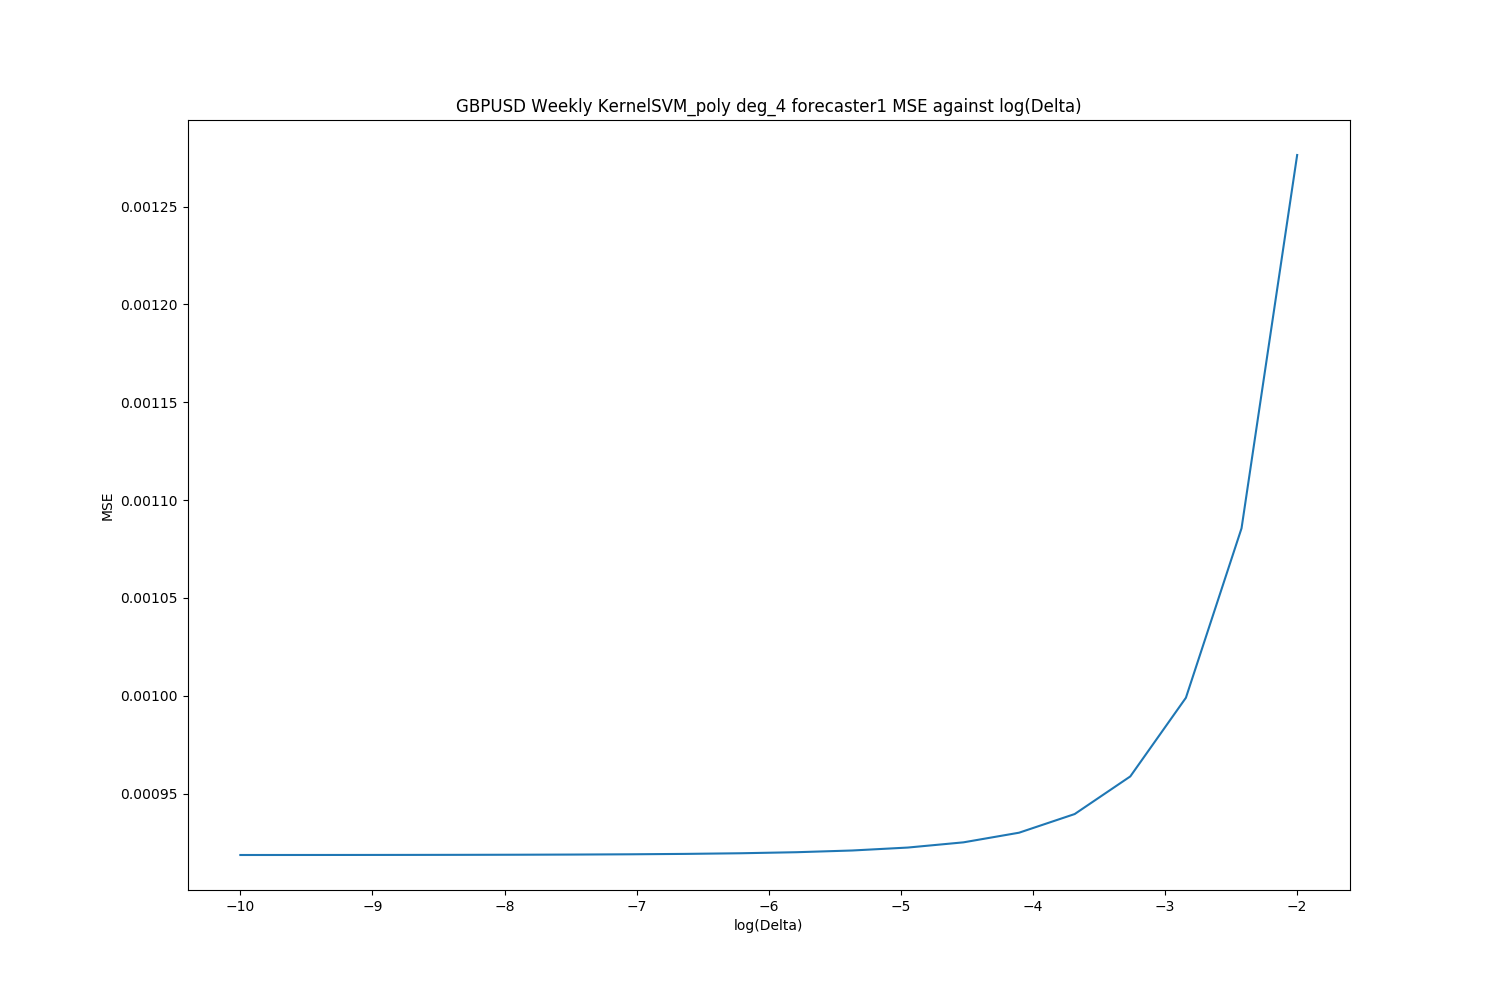 GBPUSD Weekly KernelSVM_poly deg_4 forecaster1 MSE against log(Delta)
0.00125
0.00120
0.00115
0.00110
0.00105
0.00100
0.00095
MSE
−10 −9 −8 −7 −6 −5 −4 −3 −2
log(Delta)